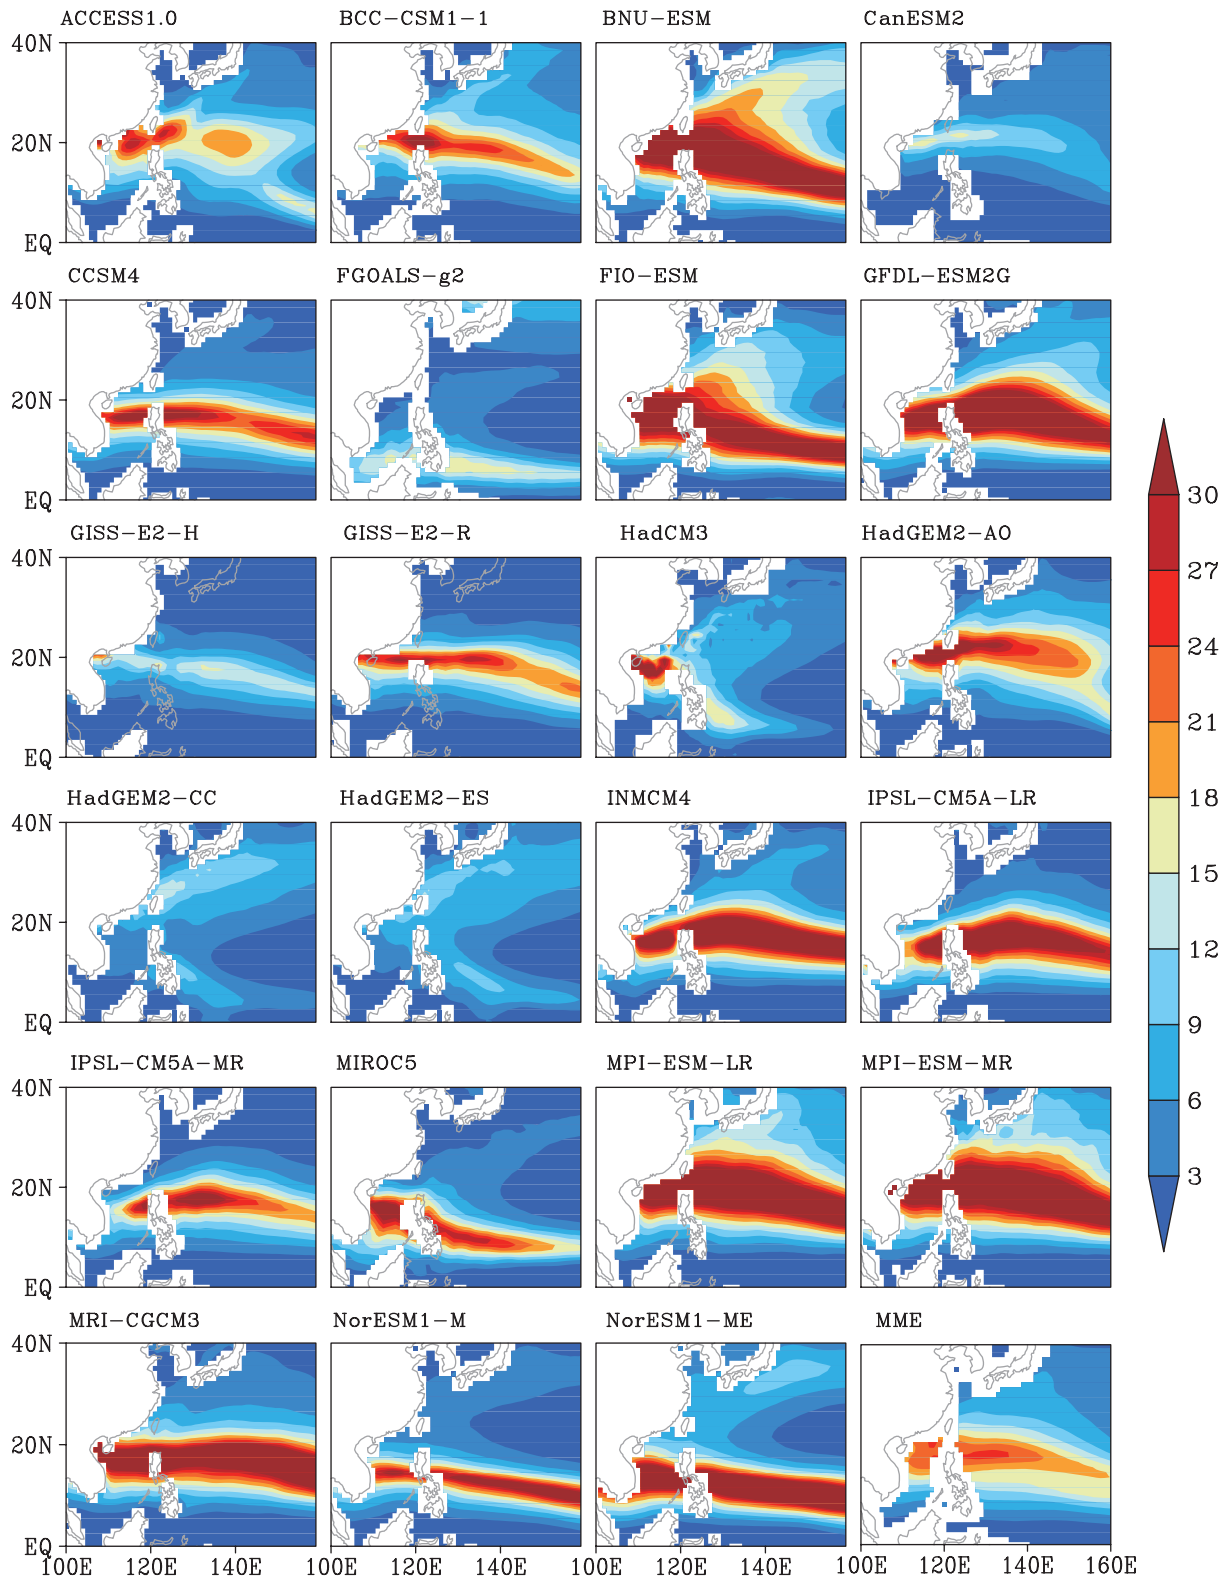 ACCESS1.0 BCC-CSM1-1 BNU-ESM CanESM2
40N
20N
EQ
CCSM4 FGOALS-g2 FIO-ESM GFDL-ESM2G
40N
20N
EQ
GISS-E2-H GISS-E2-R HadCM3 HadGEM2-AO
40N
20N
EQ
HadGEM2-CC HadGEM2-ES INMCM4 IPSL-CM5A-LR
40N
20N
EQ
IPSL-CM5A-MR MIROC5 MPI-ESM-LR MPI-ESM-MR
40N
20N
EQ
MRI-CGCM3 NorESM1-M NorESM1-ME MME
40N
20N
EQ
100E 120E 140E 100E 120E 140E 100E 120E 140E 100E 120E 140E 160E
30
27
24
21
18
15
12
9
6
3